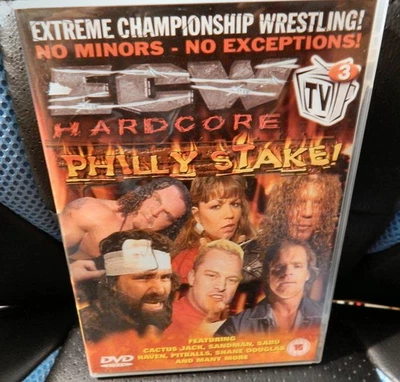 EXTREME CHAMPIONSHIP WRESTLING!
NO MINORS - NO EXCEPTIONS!
ECW
HARDCORE
TV 3
PHILLY STAKE!
FEATURING
CACTUS JACK, SANDMAN, SABU
RAVEN, PITBALLS, SHANE DOUGLAS
AND MANY MORE
DVD
15